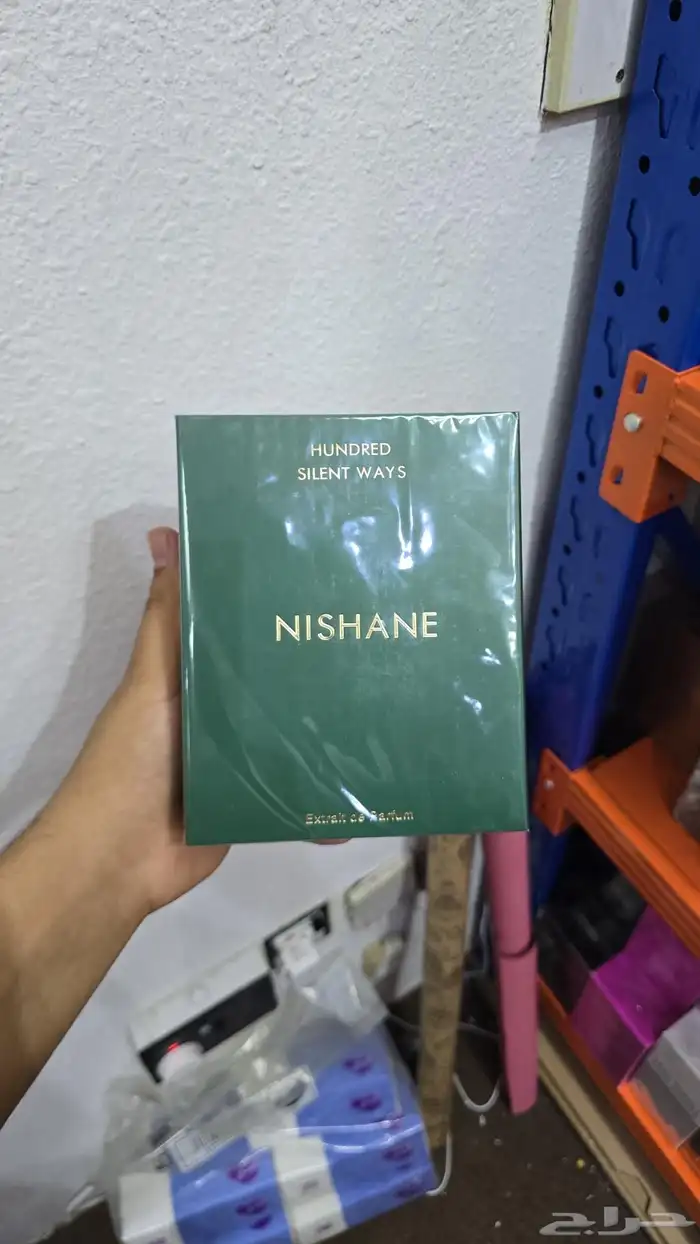 HUNDRED
SILENT WAYS
NISHANE
Extrait de Parfum
حراج